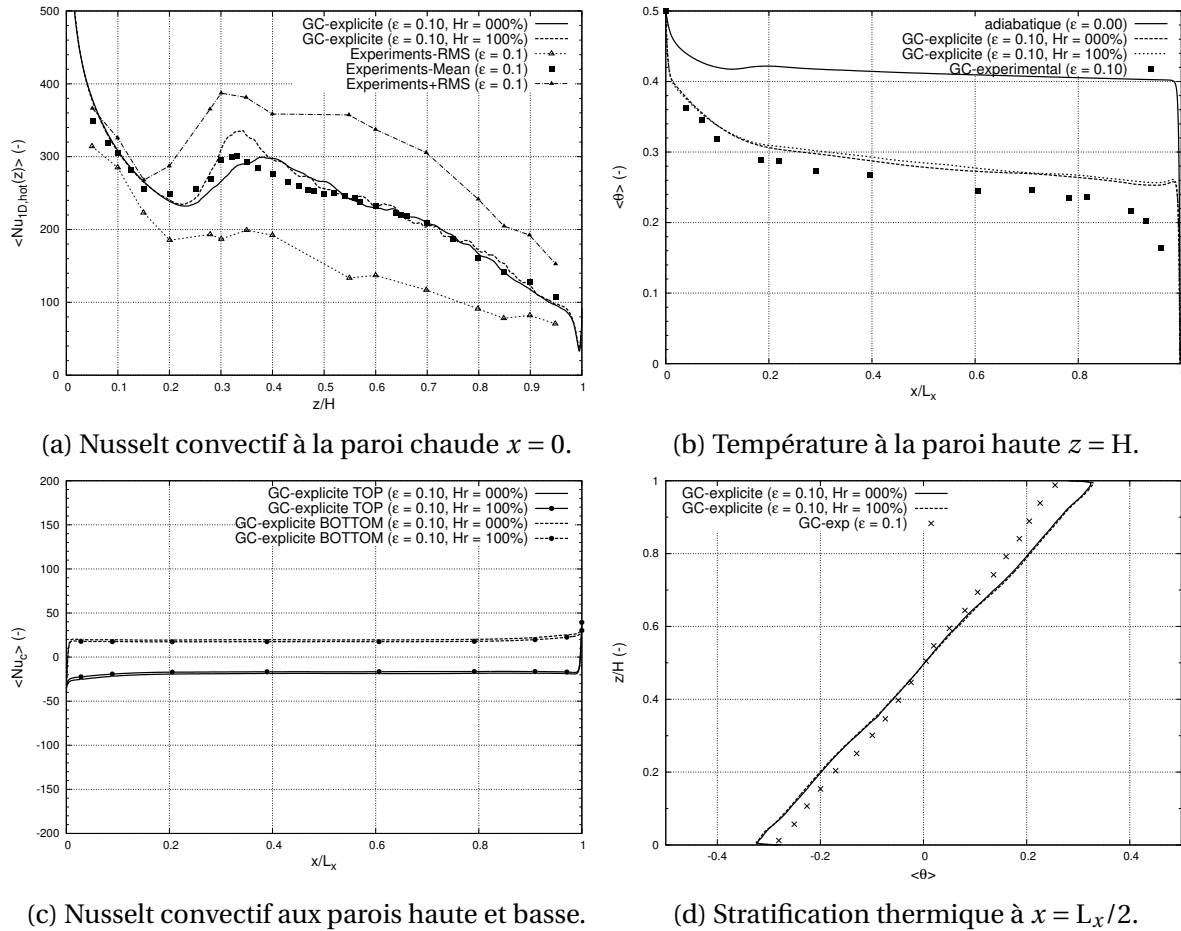 500
400
300
200
100
0
0 0.1 0.2 0.3 0.4 0.5 0.6 0.7 0.8 0.9 1
<Nu1D,hot(z)> (-)
z/H
GC-explicite (ε = 0.10, Hr = 000%)
GC-explicite (ε = 0.10, Hr = 100%)
Experiments-RMS (ε = 0.1)
Experiments-Mean (ε = 0.1)
Experiments+RMS (ε = 0.1)
(a) Nusselt convectif à la paroi chaude x = 0.
0.5
0.4
0.3
0.2
0.1
0
0 0.2 0.4 0.6 0.8
<θ> (-)
x/Lx
adiabatique (ε = 0.00)
GC-explicite (ε = 0.10, Hr = 000%)
GC-explicite (ε = 0.10, Hr = 100%)
GC-experimental (ε = 0.10)
(b) Température à la paroi haute z = H.
200
150
100
50
0
-50
-100
-150
-200
0 0.2 0.4 0.6 0.8 1
<Nuc> (-)
x/Lx
GC-explicite TOP (ε = 0.10, Hr = 000%)
GC-explicite TOP (ε = 0.10, Hr = 100%)
GC-explicite BOTTOM (ε = 0.10, Hr = 000%)
GC-explicite BOTTOM (ε = 0.10, Hr = 100%)
(c) Nusselt convectif aux parois haute et basse.
1
0.8
0.6
0.4
0.2
0
-0.4 -0.2 0 0.2 0.4
z/H (-)
<θ>
GC-explicite (ε = 0.10, Hr = 000%)
GC-explicite (ε = 0.10, Hr = 100%)
GC-exp (ε = 0.1)
(d) Stratification thermique à x = Lx/2.